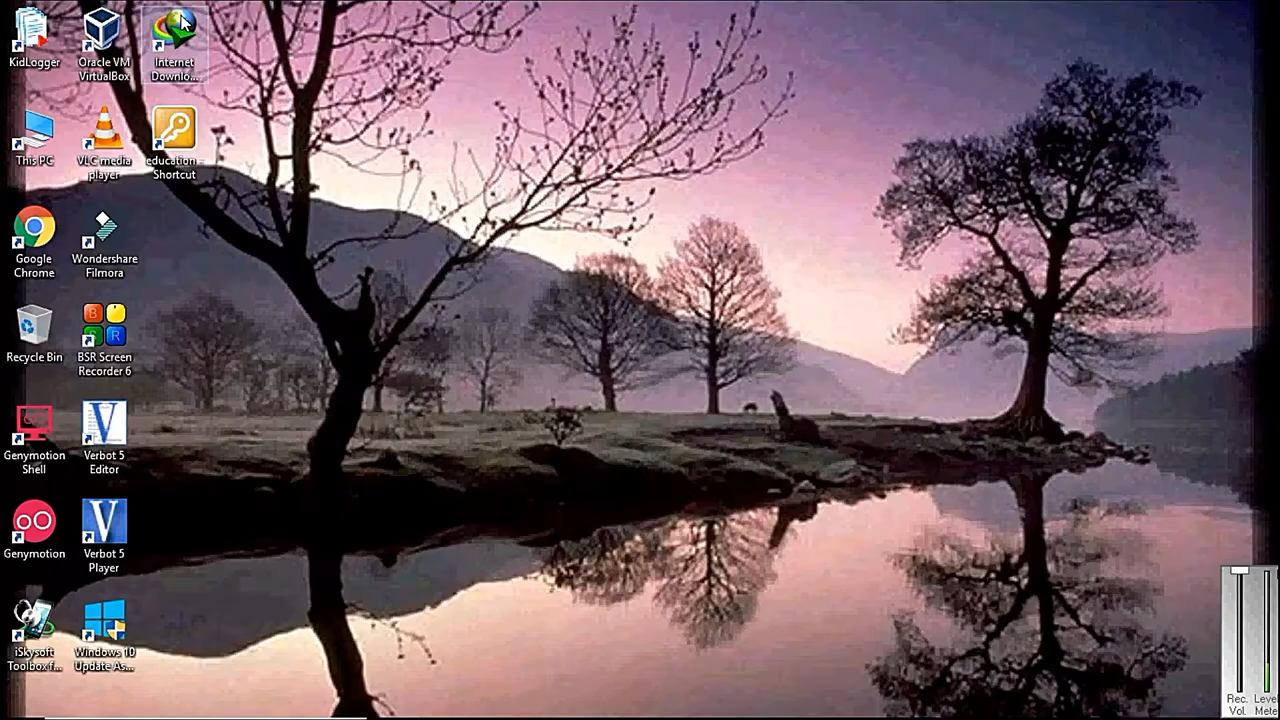 KidLogger
Oracle VM
VirtualBox
Internet
Downlo...
This PC
VLC media
player
education -
Shortcut
Google
Chrome
Wondershare
Filmora
Recycle Bin
BSR Screen
Recorder 6
Genymotion
Shell
Verbot 5
Editor
Genymotion
Verbot 5
Player
iSkysoft
Toolbox f...
Windows 10
Update As...
Rec.
Vol.
Level
Mete